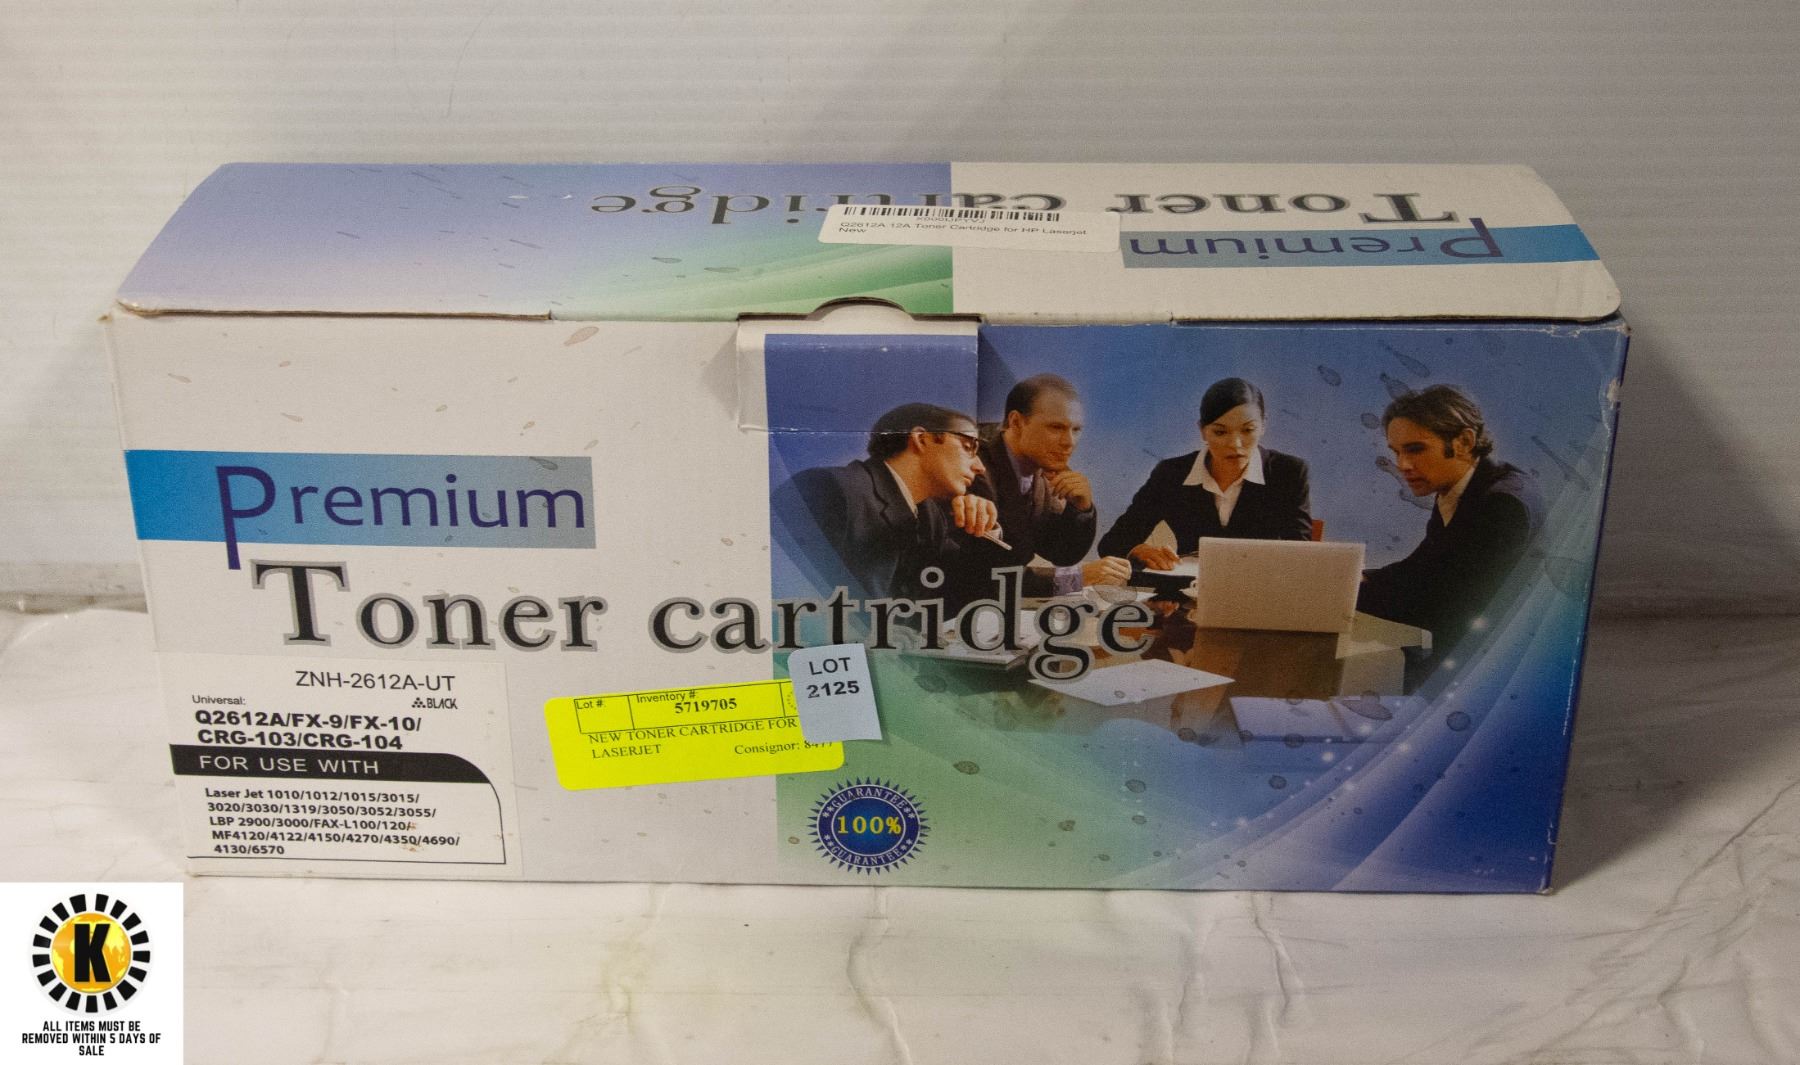 Toner cartridge
Premium
X000UPYVJ
Q2612A 12A Toner Cartridge for HP Laserjet
New
Premium
Toner cartridge
ZNH-2612A-UT
Universal:
BLACK
Q2612A/FX-9/FX-10/
CRG-103/CRG-104
FOR USE WITH
Laser Jet 1010/1012/1015/3015/
3020/3030/1319/3050/3052/3055/
LBP 2900/3000/FAX-L100/120/
MF4120/4122/4150/4270/4350/4690/
4130/6570
Lot #:
Inventory #:
5719705
NEW TONER CARTRIDGE FOR
LASERJET
Consignor:
LOT
2125
GUARANTEE
100%
GUARANTEE
K
ALL ITEMS MUST BE
REMOVED WITHIN 5 DAYS OF
SALE